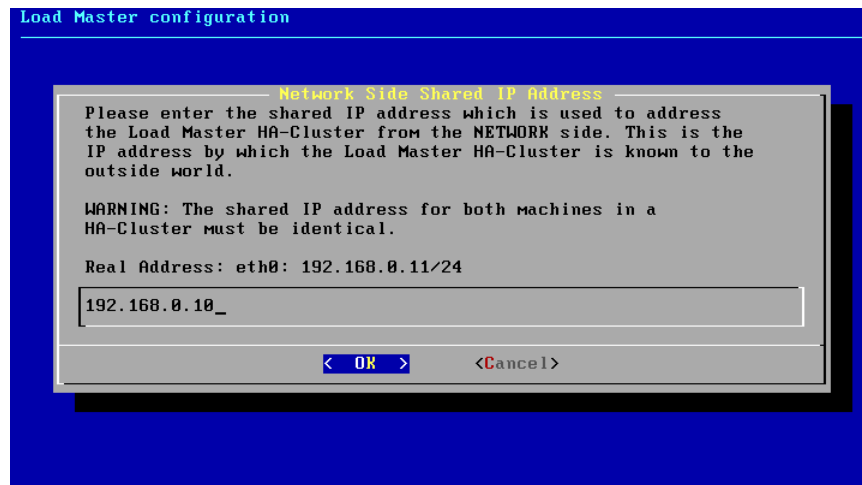 Load Master configuration
Network Side Shared IP Address
Please enter the shared IP address which is used to address
the Load Master HA-Cluster from the NETWORK side. This is the
IP address by which the Load Master HA-Cluster is known to the
outside world.
WARNING: The shared IP address for both machines in a
HA-Cluster must be identical.
Real Address: eth0: 192.168.0.11/24
192.168.0.10_
< OK > <Cancel>